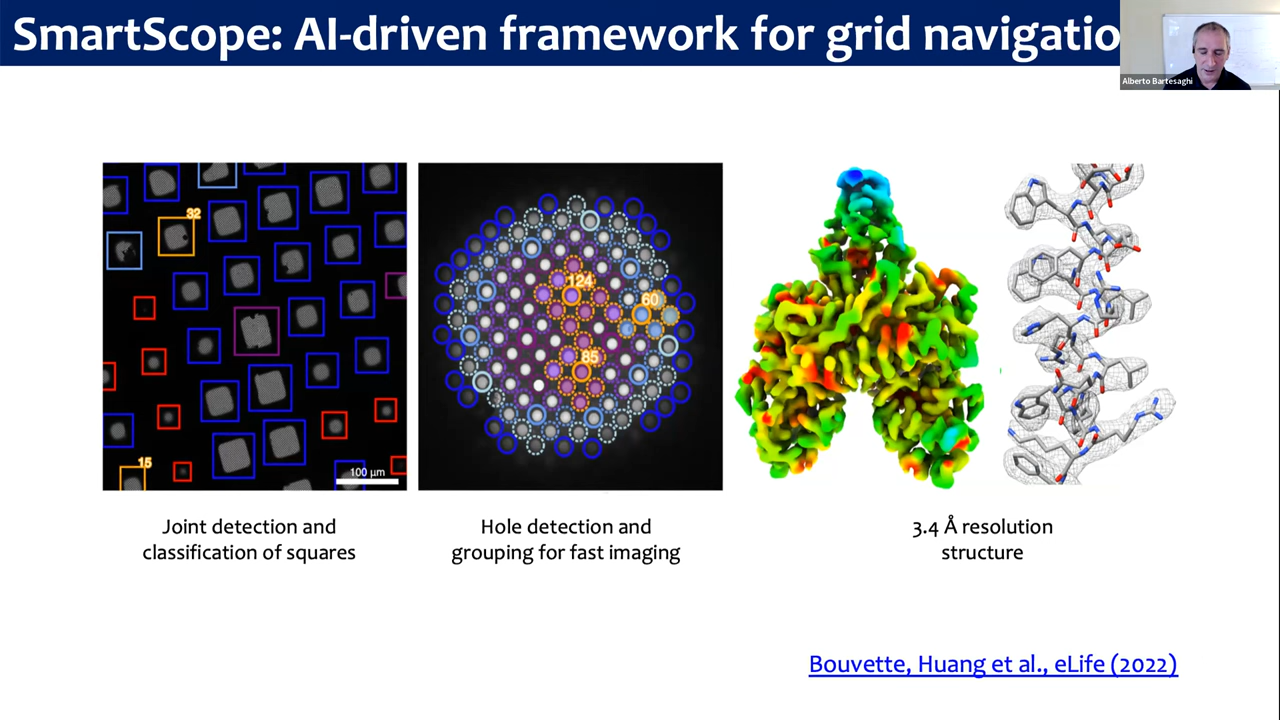 SmartScope: AI-driven framework for grid navigatio
Alberto Bartesaghi
32
15
100 µm
124
60
85
Joint detection and
classification of squares
Hole detection and
grouping for fast imaging
3.4 Å resolution
structure
Bouvette, Huang et al., eLife (2022)